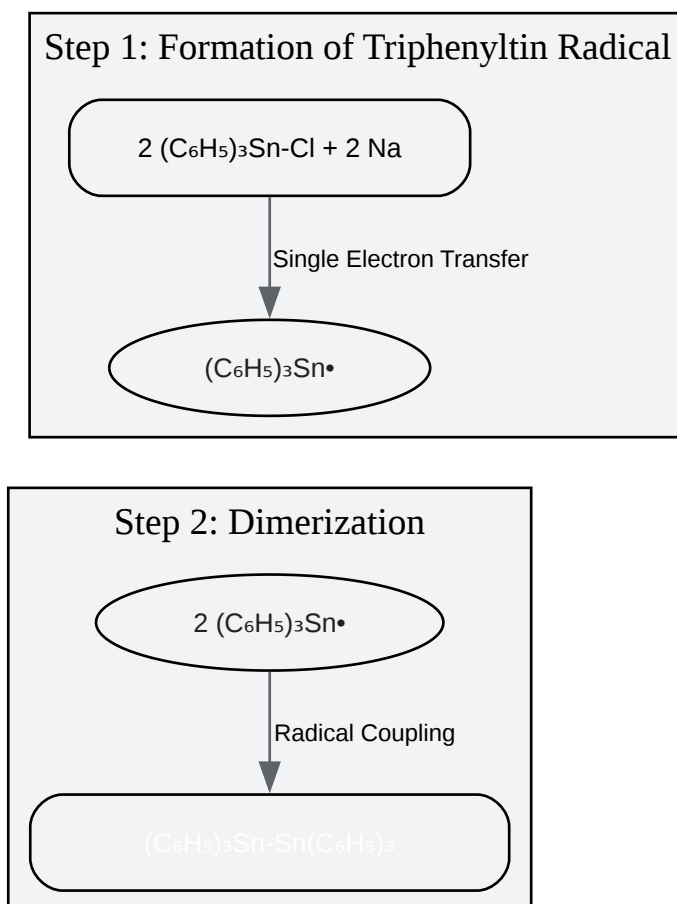 Step 1: Formation of Triphenyltin Radical
2 (C₆H₅)₃Sn-Cl + 2 Na
Single Electron Transfer
(C₆H₅)₃Sn•
Step 2: Dimerization
2 (C₆H₅)₃Sn•
Radical Coupling
(C₆H₅)₃Sn-Sn(C₆H₅)₃